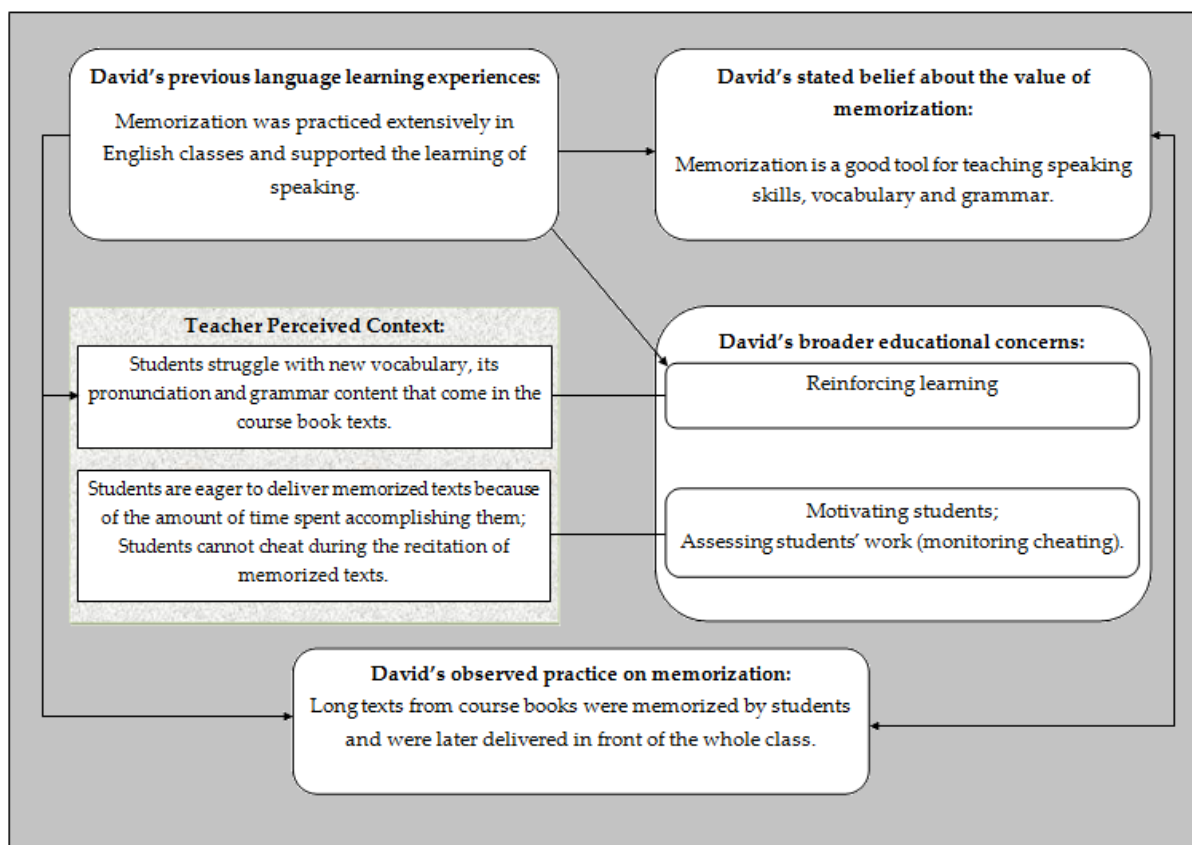 David's previous language learning experiences:
Memorization was practiced extensively in
English classes and supported the learning of
speaking.
David's stated belief about the value of
memorization:
Memorization is a good tool for teaching speaking
skills, vocabulary and grammar.
Teacher Perceived Context:
Students struggle with new vocabulary, its
pronunciation and grammar content that come in the
course book texts.
Students are eager to deliver memorized texts because
of the amount of time spent accomplishing them;
Students cannot cheat during the recitation of
memorized texts.
David's broader educational concerns:
Reinforcing learning
Motivating students;
Assessing students' work (monitoring cheating).
David's observed practice on memorization:
Long texts from course books were memorized by students
and were later delivered in front of the whole class.